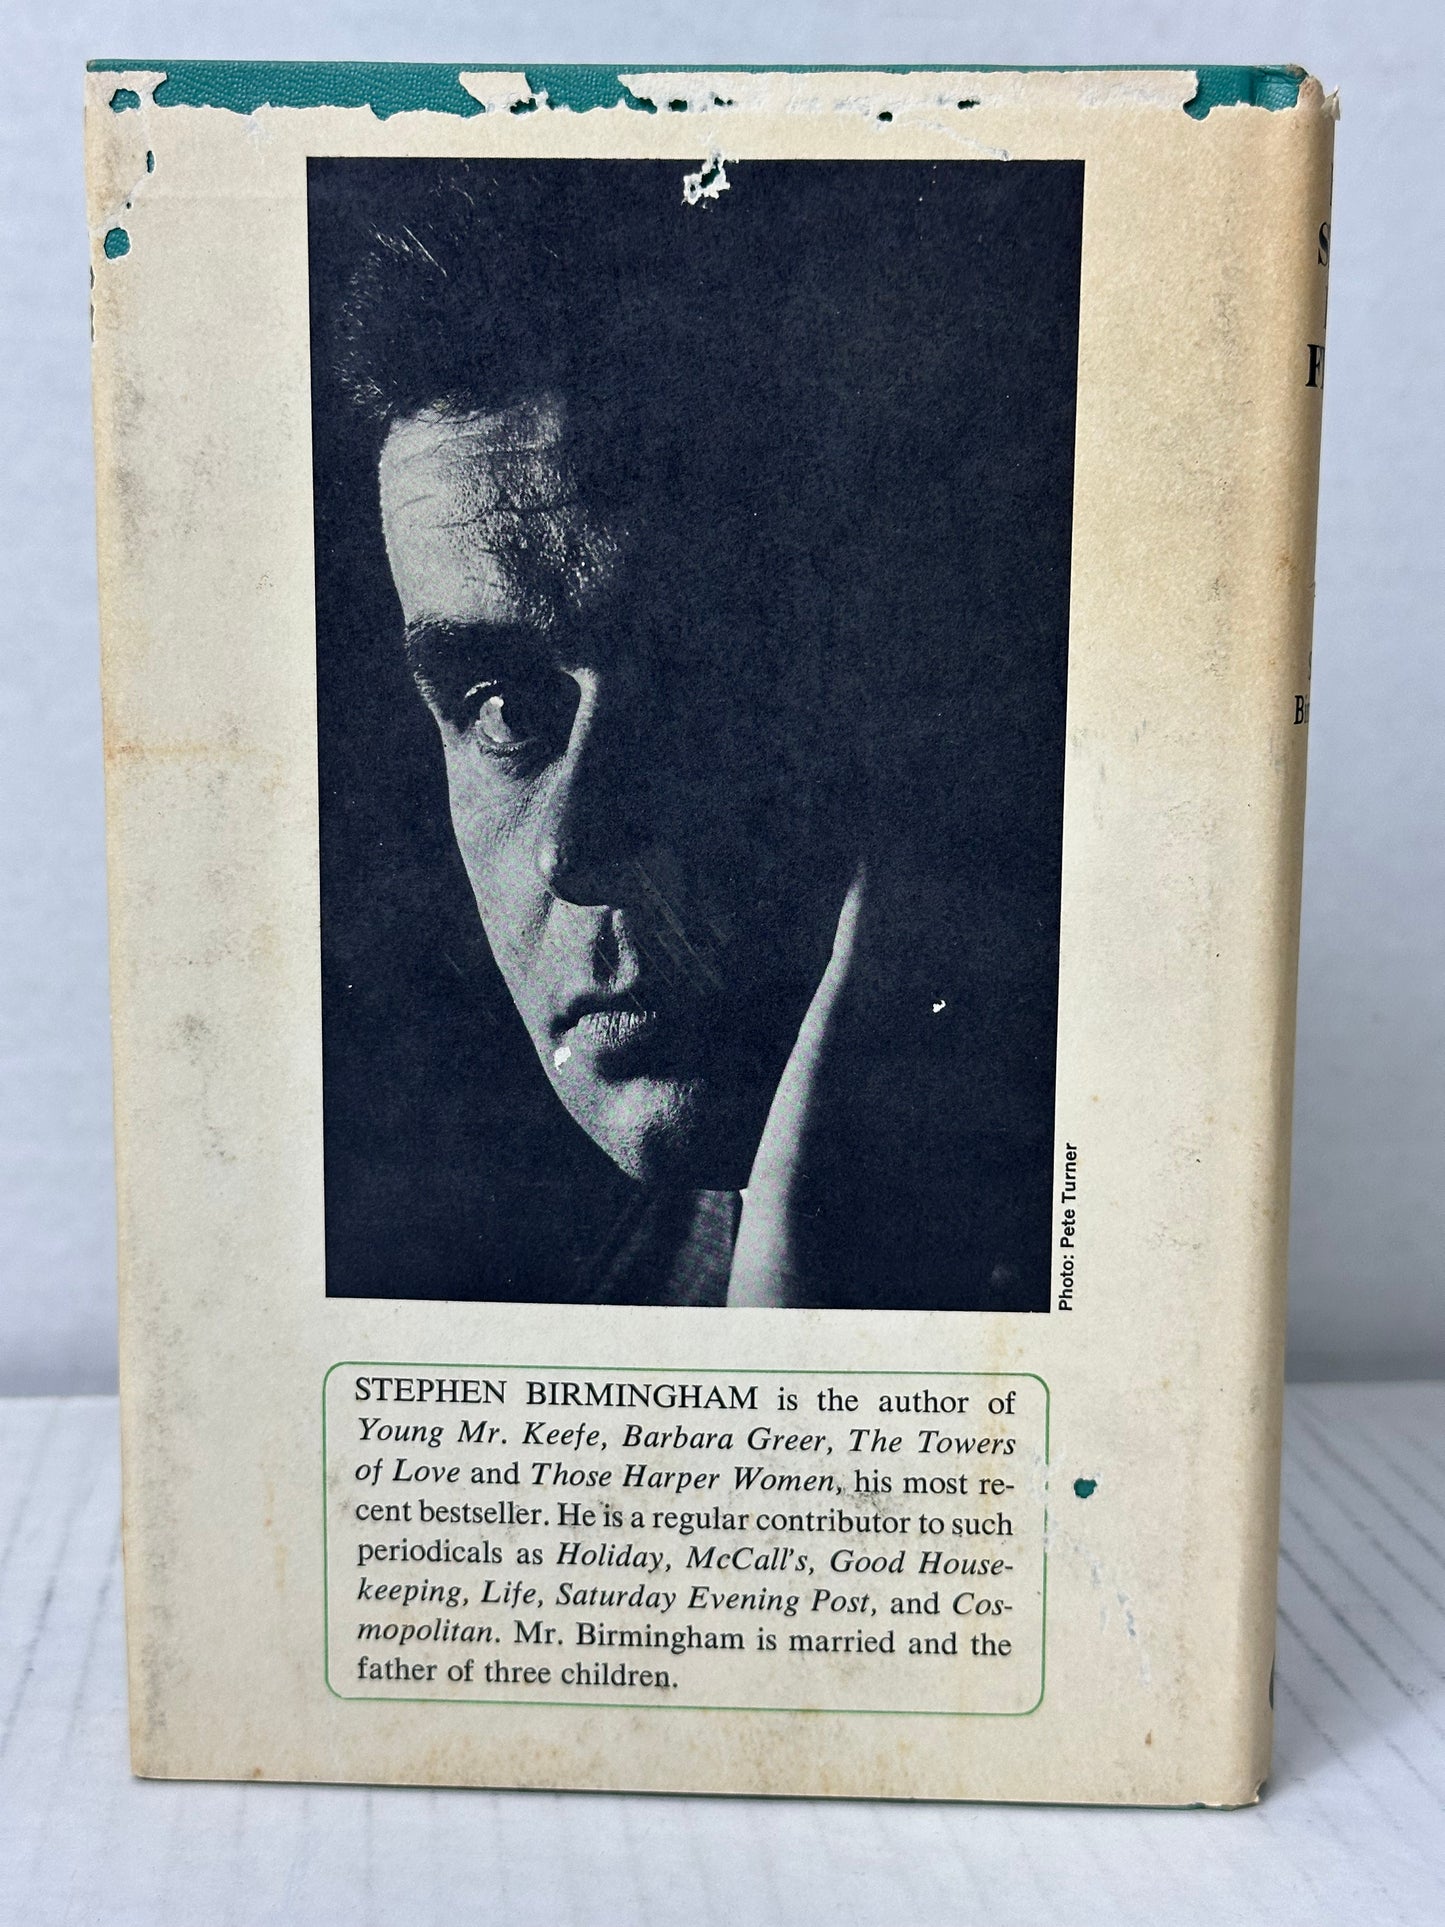 Photo: Pete Turner
STEPHEN BIRMINGHAM is the author of
Young Mr. Keefe, Barbara Greer, The Towers
of Love and Those Harper Women, his most re-
cent bestseller. He is a regular contributor to such
periodicals as Holiday, McCall's, Good House-
keeping, Life, Saturday Evening Post, and Cos-
mopolitan. Mr. Birmingham is married and the
father of three children.